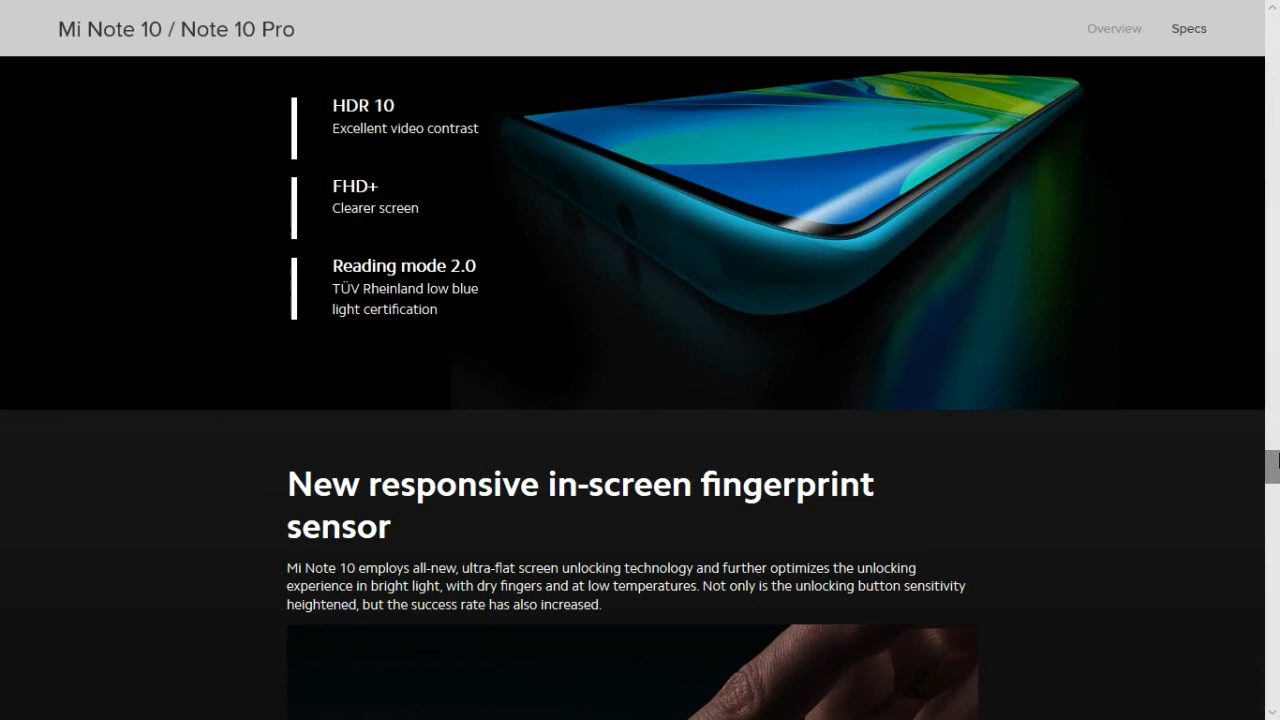 Mi Note 10 / Note 10 Pro
Overview
Specs
HDR 10
Excellent video contrast
FHD+
Clearer screen
Reading mode 2.0
TÜV Rheinland low blue
light certification
New responsive in-screen fingerprint
sensor
Mi Note 10 employs all-new, ultra-flat screen unlocking technology and further optimizes the unlocking
experience in bright light, with dry fingers and at low temperatures. Not only is the unlocking button sensitivity
heightened, but the success rate has also increased.